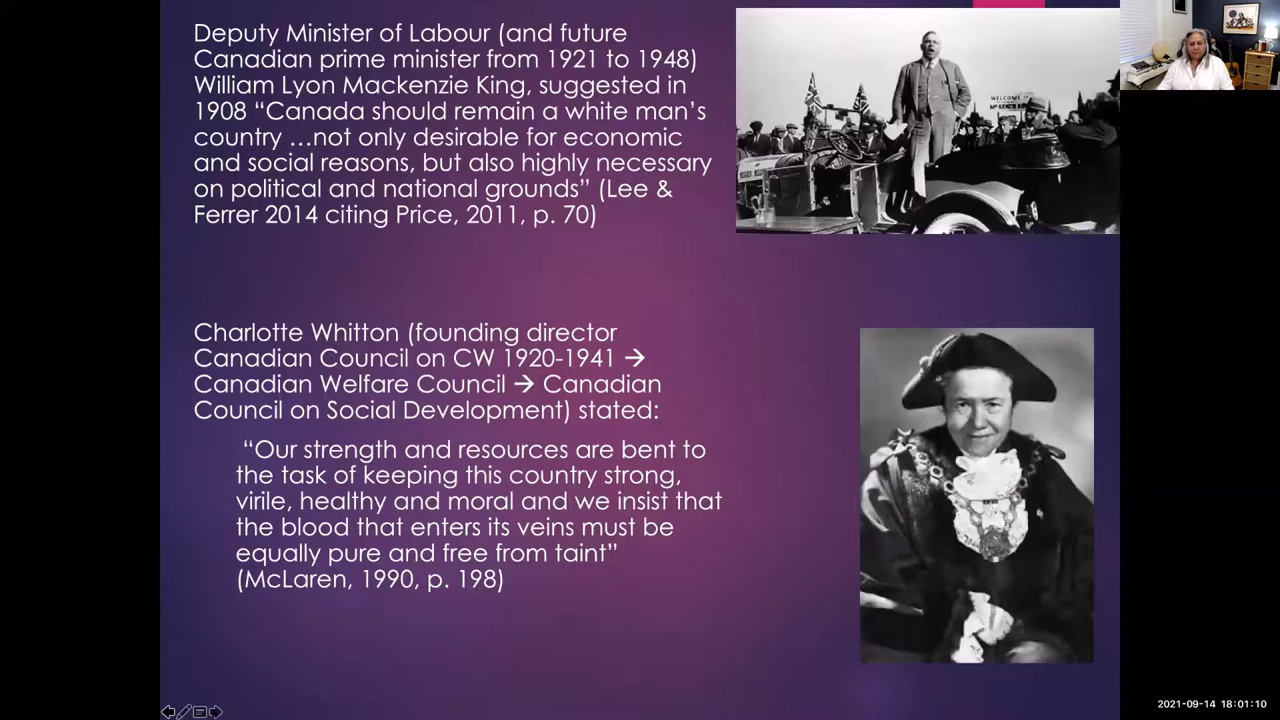 Deputy Minister of Labour (and future
Canadian prime minister from 1921 to 1948)
William Lyon Mackenzie King, suggested in
1908 “Canada should remain a white man’s
country …not only desirable for economic
and social reasons, but also highly necessary
on political and national grounds” (Lee &
Ferrer 2014 citing Price, 2011, p. 70)
WELCOME
Charlotte Whitton (founding director
Canadian Council on CW 1920-1941 →
Canadian Welfare Council → Canadian
Council on Social Development) stated:
“Our strength and resources are bent to
the task of keeping this country strong,
virile, healthy and moral and we insist that
the blood that enters its veins must be
equally pure and free from taint”
(McLaren, 1990, p. 198)
2021-09-14 18:01:10